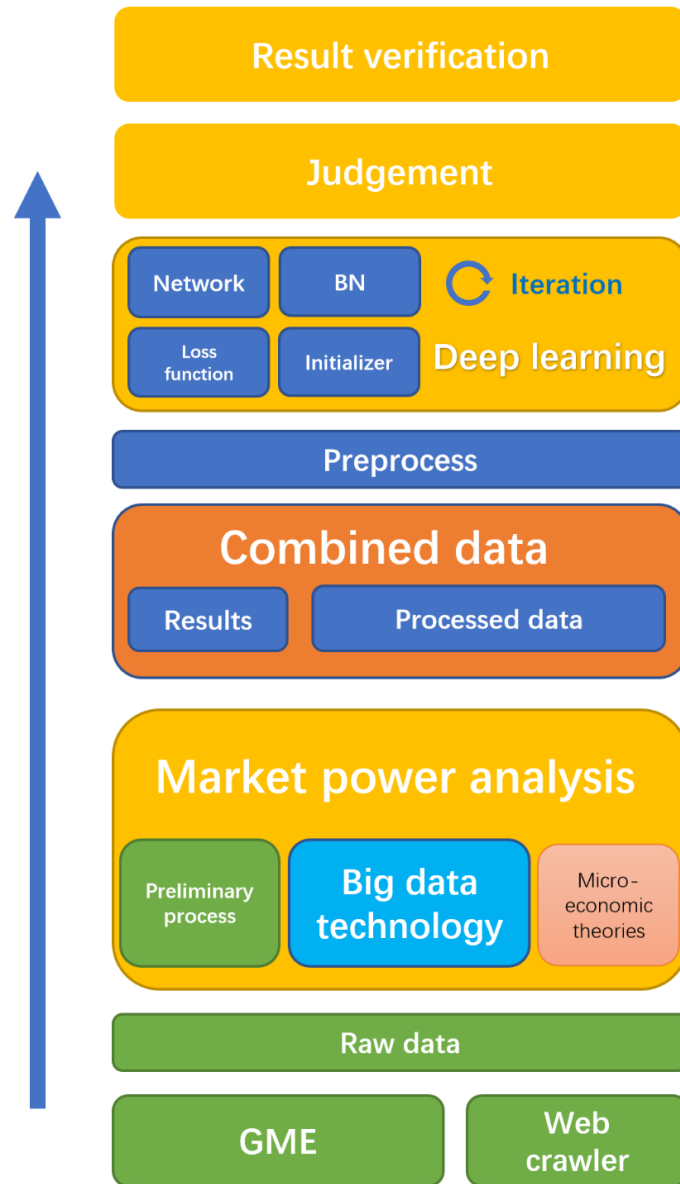 Result verification
Judgement
Network
BN
Iteration
Loss
function
Initializer
Deep learning
Preprocess
Combined data
Results
Processed data
Market power analysis
Preliminary
process
Big data
technology
Micro-
economic
theories
Raw data
GME
Web
crawler